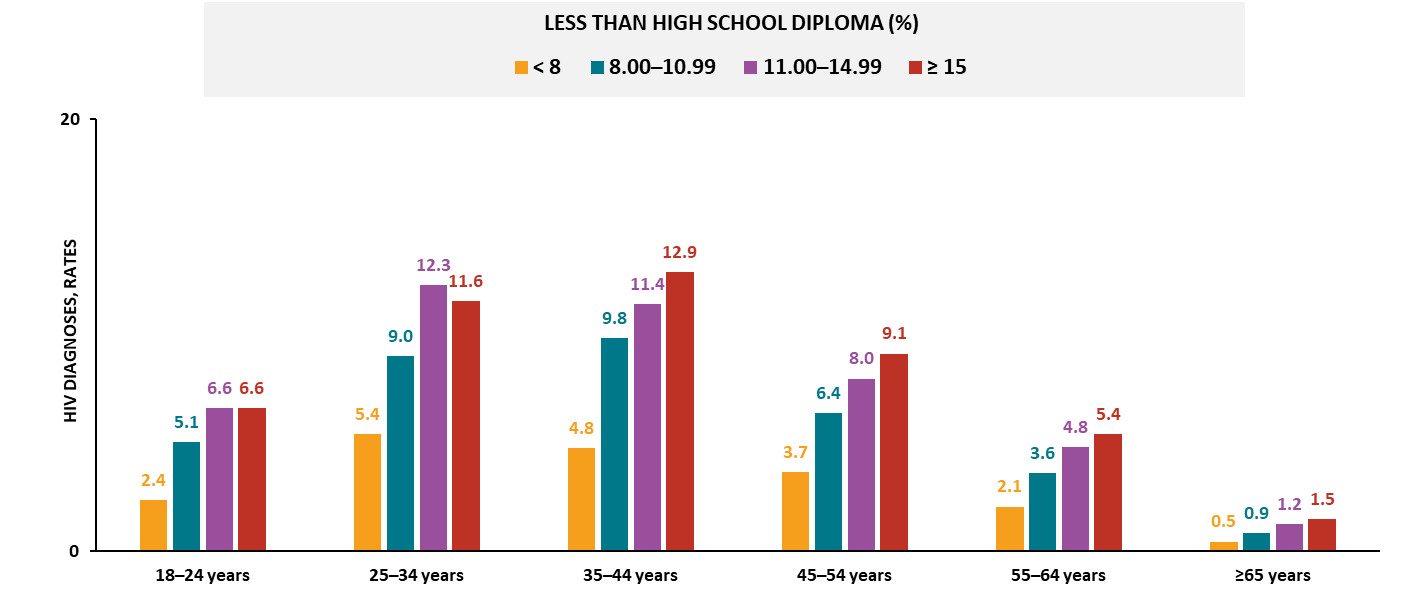 LESS THAN HIGH SCHOOL DIPLOMA (%)
< 8 8.00–10.99 11.00–14.99 ≥ 15
20
HIV DIAGNOSES, RATES
2.4 5.1 6.6 6.6
5.4 9.0 12.3 11.6
4.8 9.8 11.4 12.9
3.7 6.4 8.0 9.1
2.1 3.6 4.8 5.4
0.5 0.9 1.2 1.5
0
18–24 years 25–34 years 35–44 years 45–54 years 55–64 years ≥65 years